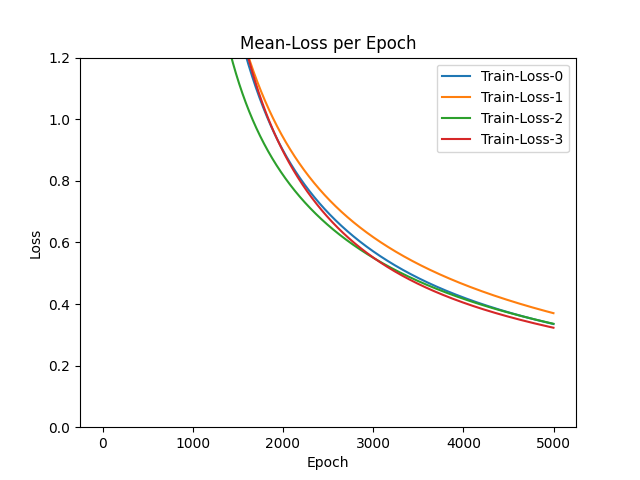 Mean-Loss per Epoch
Train-Loss-0
Train-Loss-1
Train-Loss-2
Train-Loss-3
1.2
1.0
0.8
0.6
0.4
0.2
0.0
Loss
0 1000 2000 3000 4000 5000
Epoch